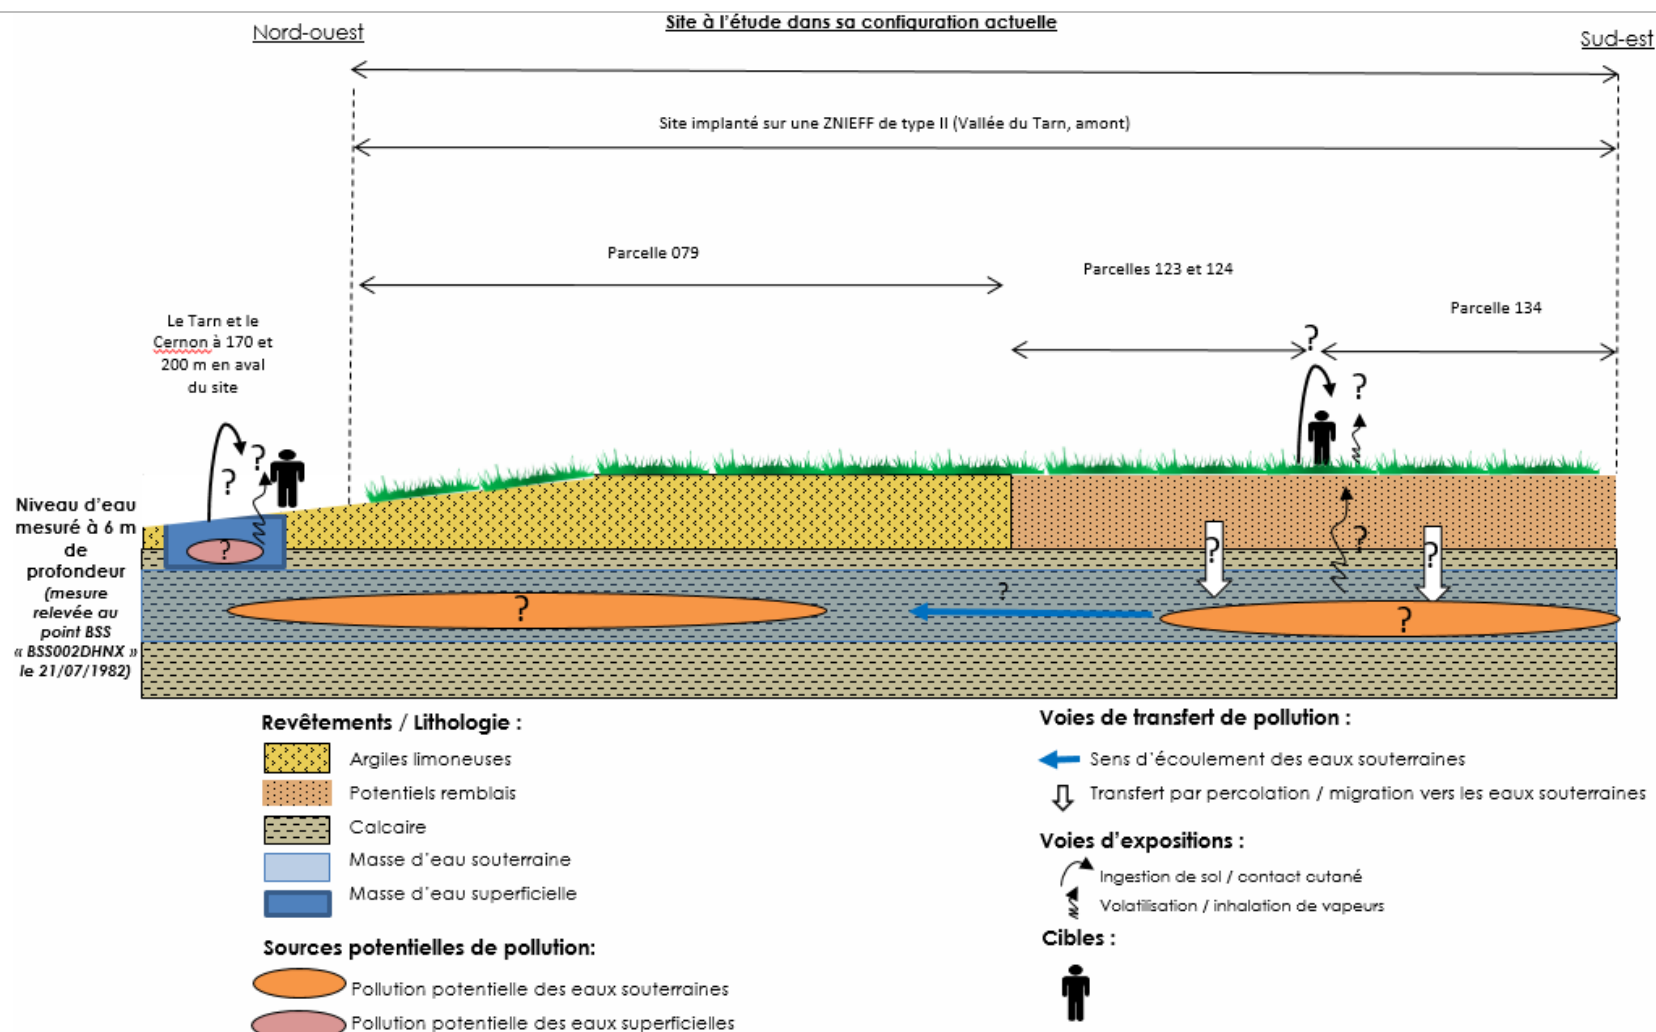 Site à l'étude dans sa configuration actuelle
Nord-ouest
Sud-est
Site implanté sur une ZNIEFF de type II (Vallée du Tarn, amont)
Parcelle 079
Parcelles 123 et 124
Parcelle 134
Le Tarn et le
Cernon à 170 et
200 m en aval
du site
?
?
?
?
?
?
?
?
?
?
?
?
Niveau d'eau
mesuré à 6 m
de
profondeur
(mesure
relevée au
point BSS
« BSS002DHNX »
le 21/07/1982)
Revêtements / Lithologie :
Argiles limoneuses
Potentiels remblais
Calcaire
Masse d'eau souterraine
Masse d'eau superficielle
Sources potentielles de pollution:
Pollution potentielle des eaux souterraines
Pollution potentielle des eaux superficielles
Voies de transfert de pollution :
Sens d'écoulement des eaux souterraines
Transfert par percolation / migration vers les eaux souterraines
Voies d'expositions :
Ingestion de sol / contact cutané
Volatilisation / inhalation de vapeurs
Cibles :